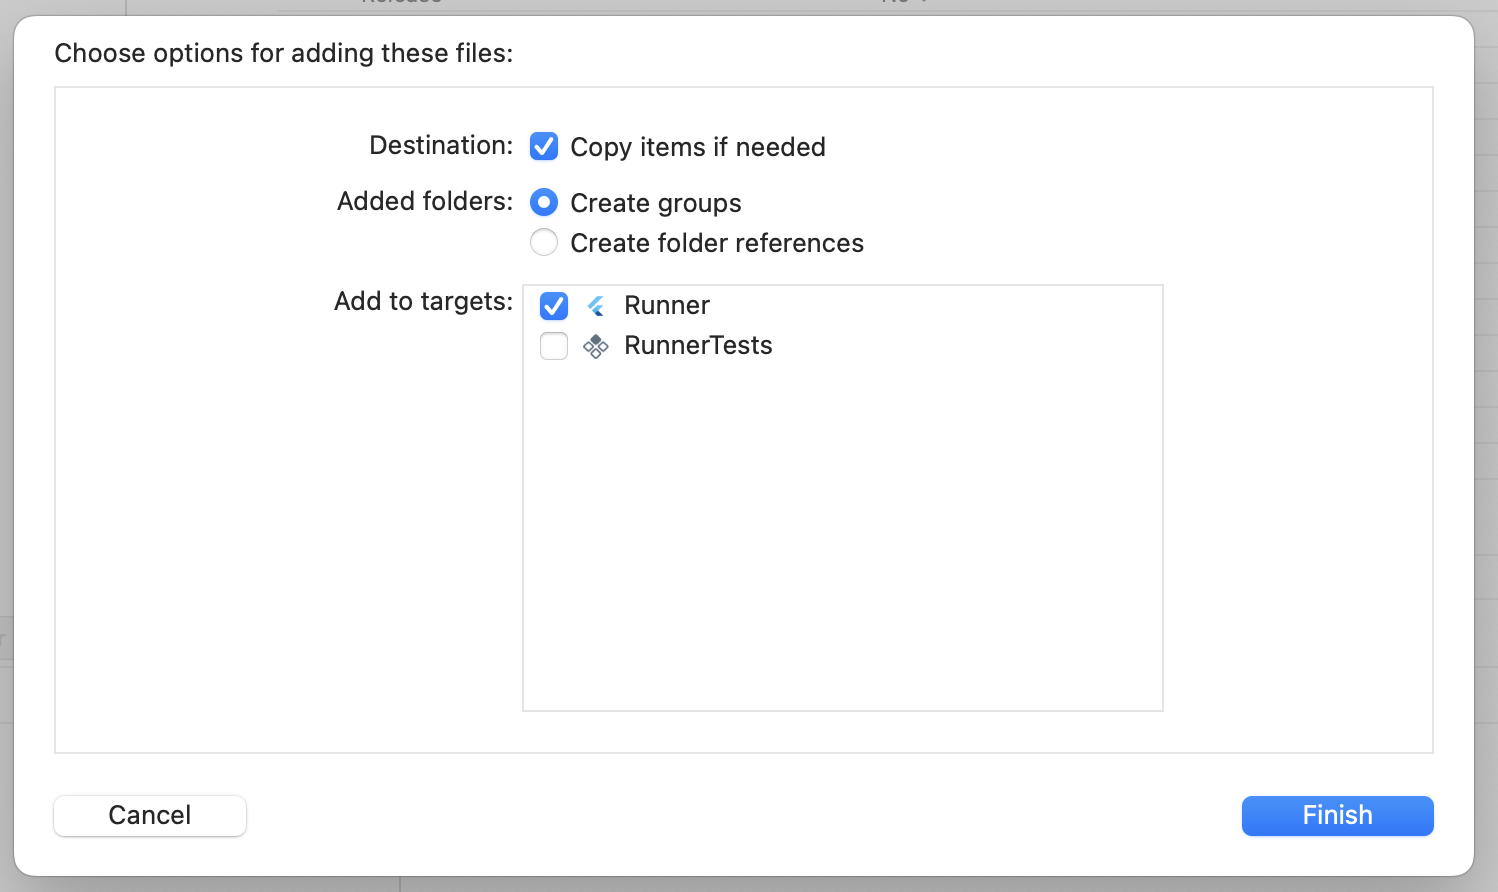 Choose options for adding these files:
Destination: Copy items if needed
Added folders: Create groups
Create folder references
Add to targets: Runner
RunnerTests
Cancel Finish